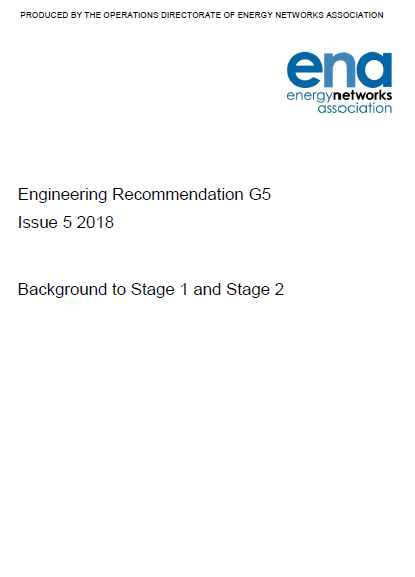 PRODUCED BY THE OPERATIONS DIRECTORATE OF ENERGY NETWORKS ASSOCIATION
ena
energynetworks
association
Engineering Recommendation G5
Issue 5 2018
Background to Stage 1 and Stage 2